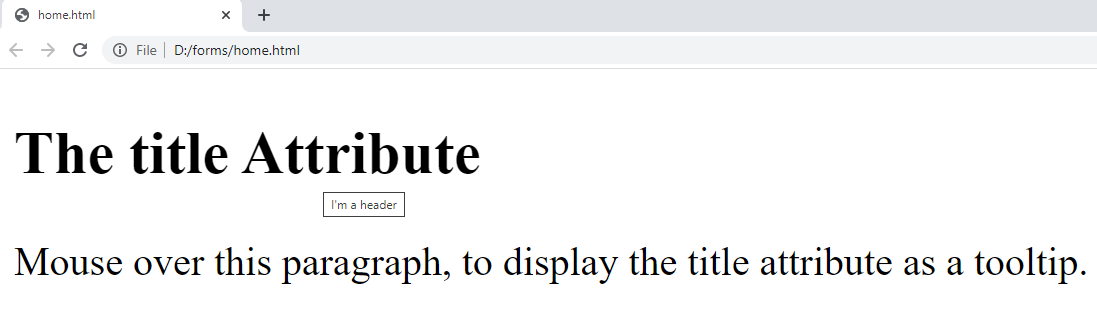 home.html
File | D:/forms/home.html
The title Attribute
I'm a header
Mouse over this paragraph, to display the title attribute as a tooltip.